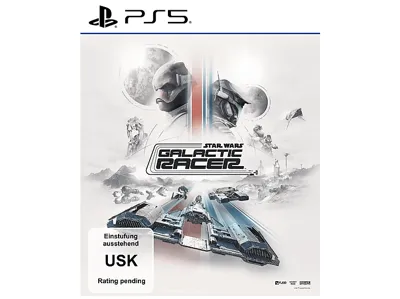 PS5
STAR WARS
GALACTIC
RACER
Einstufung
ausstehend
USK
Rating pending